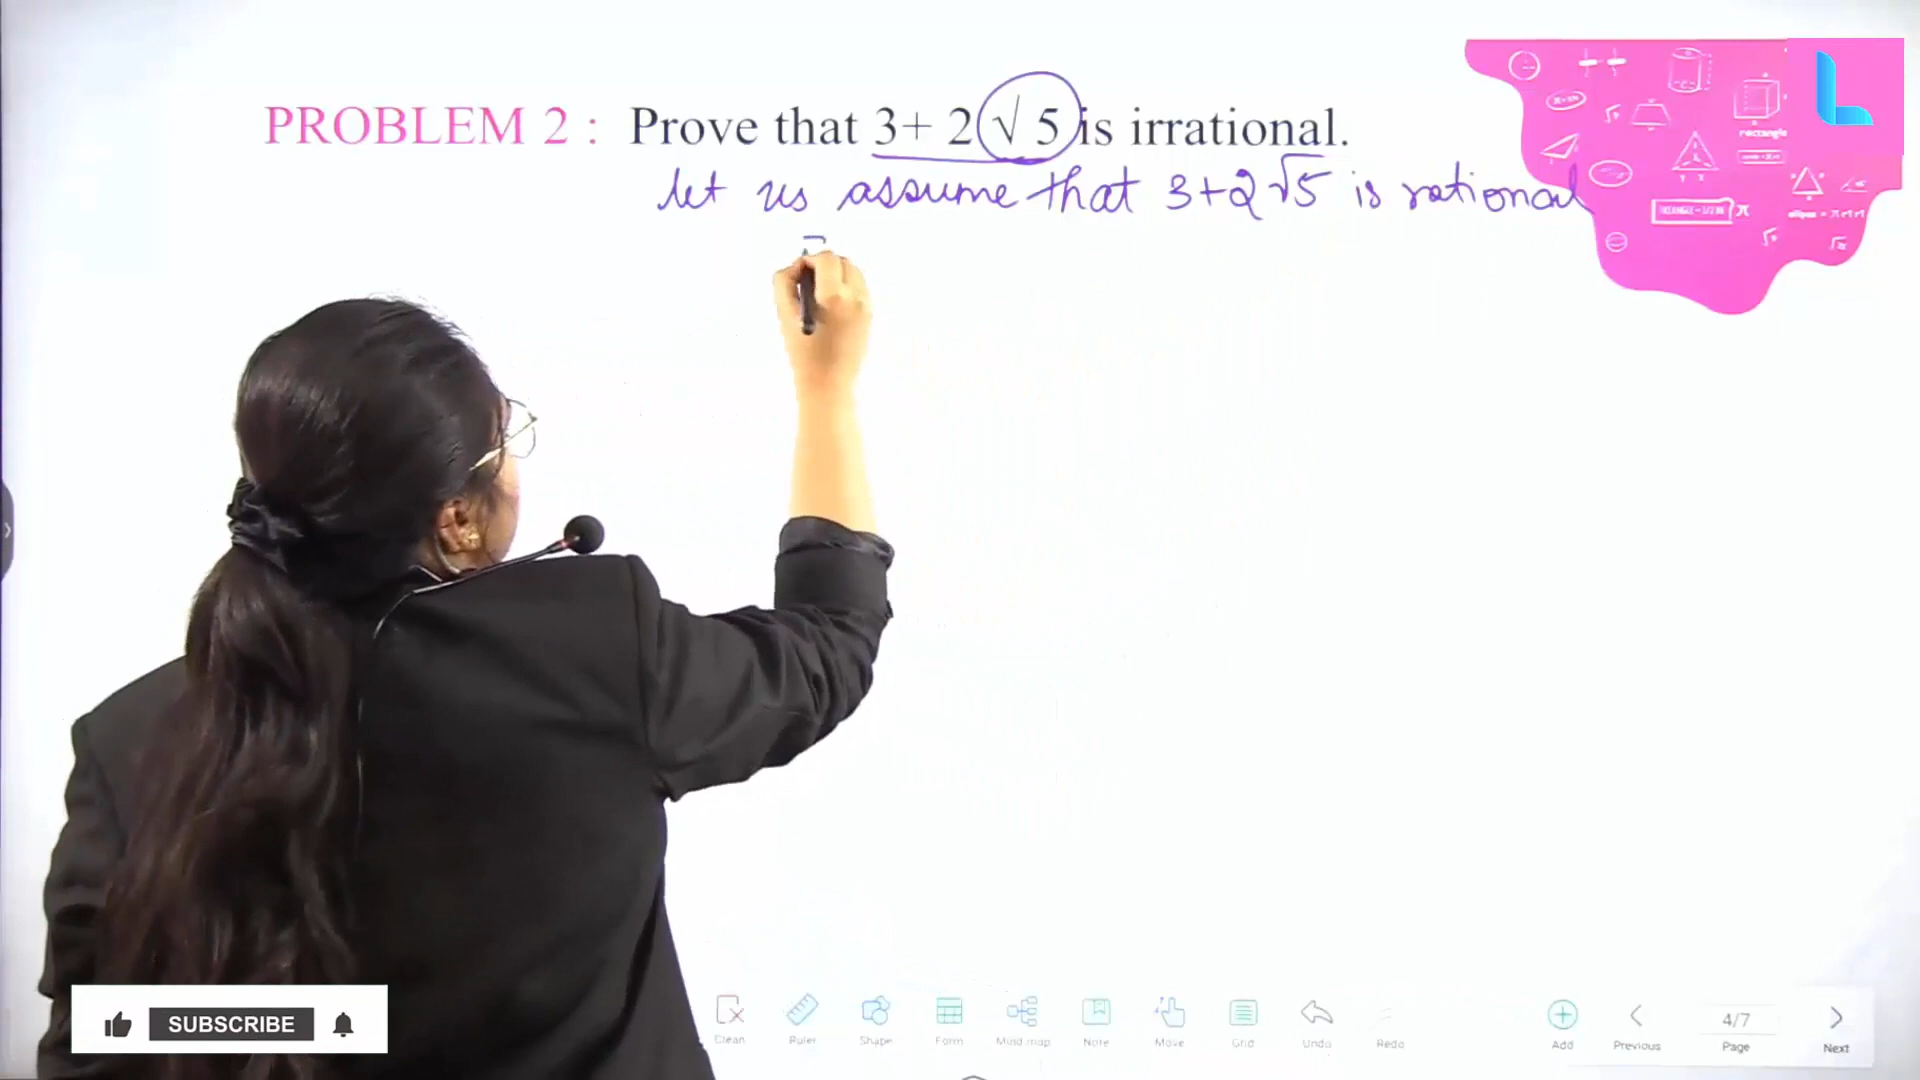 PROBLEM 2 : Prove that 3+ 2 √ 5 is irrational.
let us assume that 3+2√5 is rational
rectangle
SUBSCRIBE
Clean Ruler Shape Form Mind map Note Move Grid Undo Redo
Add Previous 4/7 Page Next